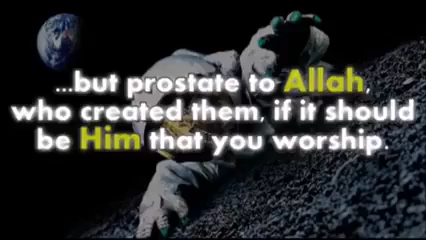 ...but prostate to Allah,
who created them, if it should
be Him that you worship.